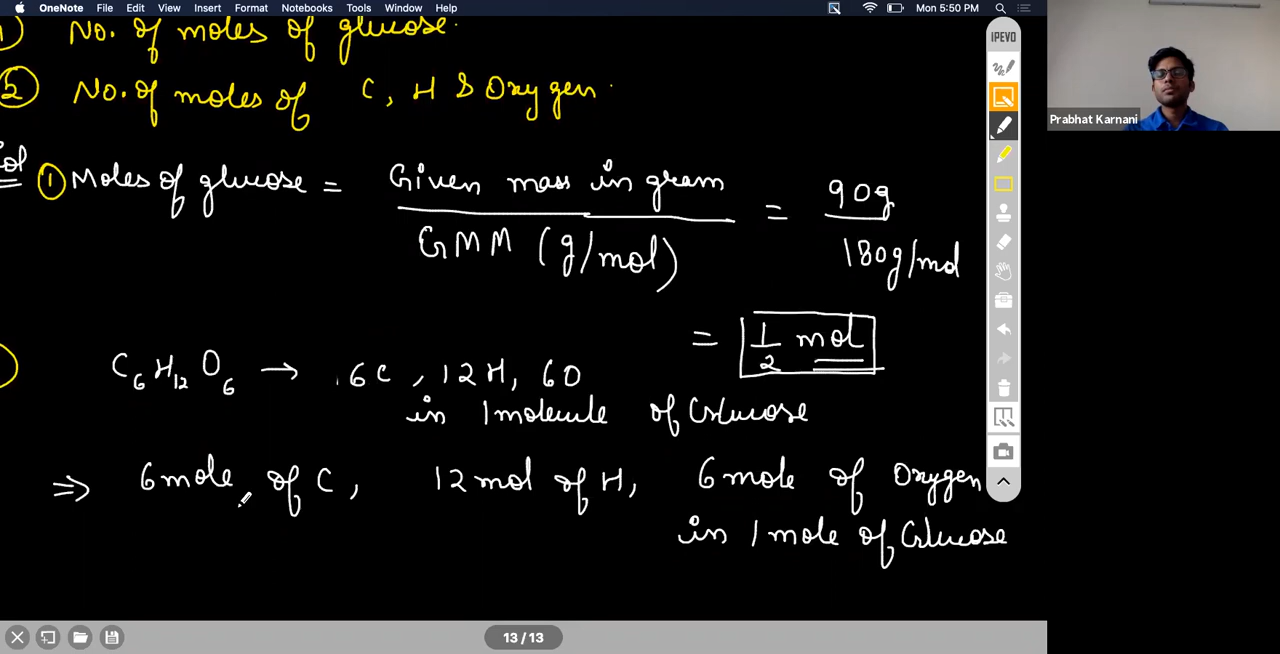 OneNote File Edit View Insert Format Notebooks Tools Window Help Mon 5:50 PM
1) No. of moles of glucose.
2 No. of moles of C, H & Oxygen.
IPEVO
Prabhat Karnani
Sol ① Moles of glucose = Given mass in gram / GMM (g/mol) = 90g / 180g/mol
= 1/2 mol
C6H12O6 → 6C, 12H, 6O
in 1 molecule of Glucose
⇒ 6 mole of C, 12 mol of H, 6 mole of Oxygen
in 1 mole of Glucose
13 / 13